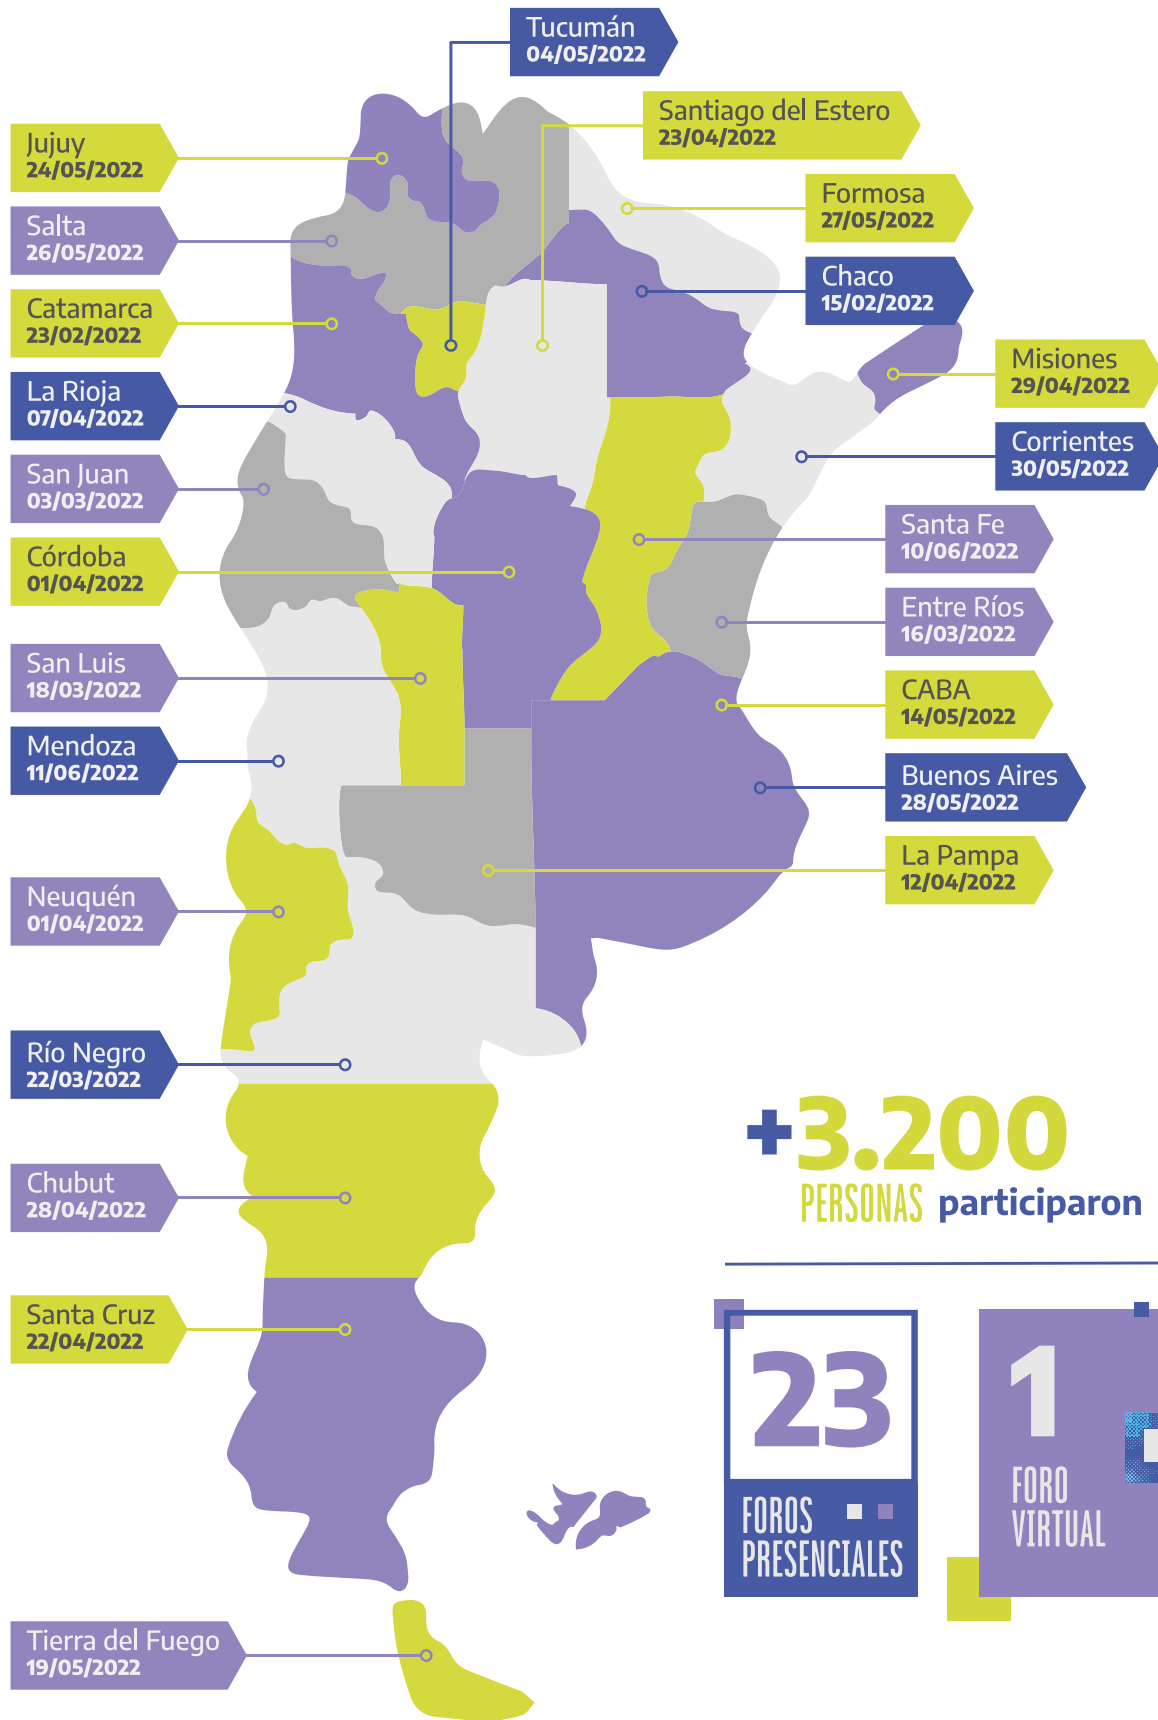 Tucumán
04/05/2022
Santiago del Estero
23/04/2022
Jujuy
24/05/2022
Formosa
27/05/2022
Salta
26/05/2022
Chaco
15/02/2022
Catamarca
23/02/2022
Misiones
29/04/2022
La Rioja
07/04/2022
Corrientes
30/05/2022
San Juan
03/03/2022
Santa Fe
10/06/2022
Córdoba
01/04/2022
Entre Ríos
16/03/2022
San Luis
18/03/2022
CABA
14/05/2022
Mendoza
11/06/2022
Buenos Aires
28/05/2022
La Pampa
12/04/2022
Neuquén
01/04/2022
Río Negro
22/03/2022
Chubut
28/04/2022
Santa Cruz
22/04/2022
Tierra del Fuego
19/05/2022
+3.200
PERSONAS participaron
23
FOROS
PRESENCIALES
1
FORO
VIRTUAL